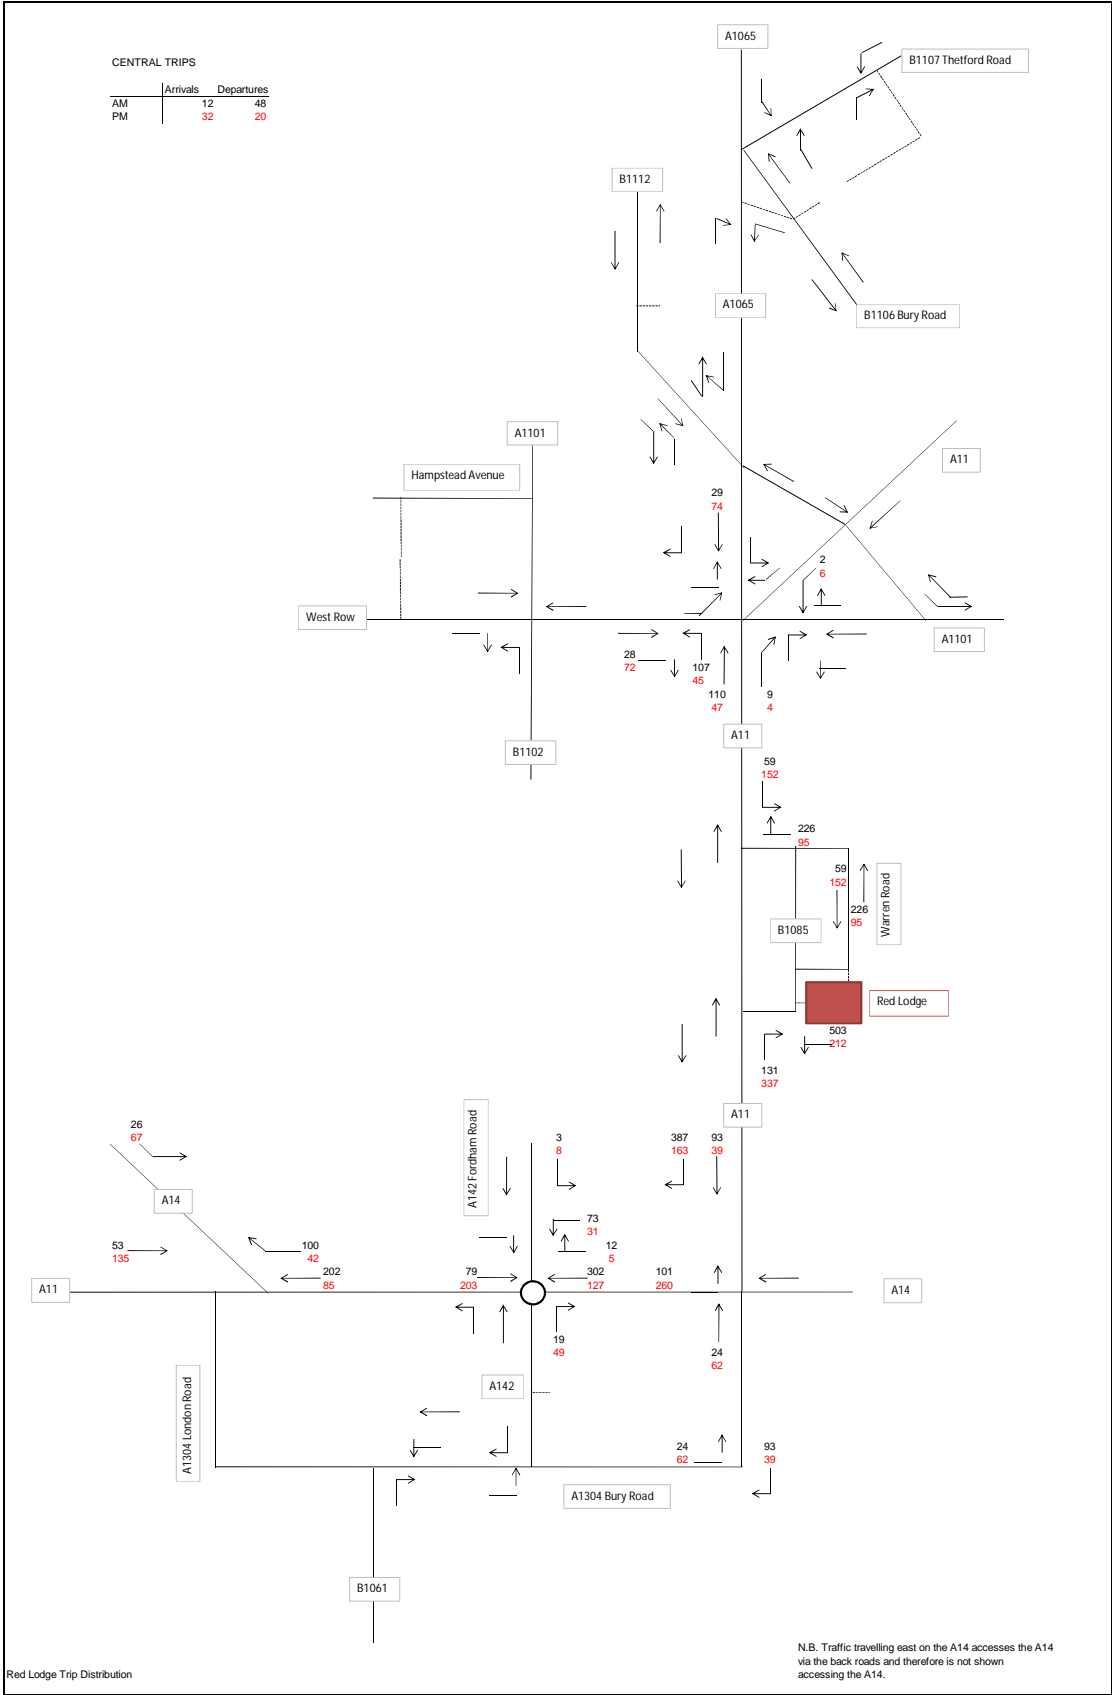 A1065
B1107 Thetford Road
CENTRAL TRIPS
Arrivals Departures
AM 12 48
PM 32 20
B1112
A1065
B1106 Bury Road
A1101
A11
Hampstead Avenue
29
74
2
6
West Row
A1101
28
72
107
45
110
47
9
4
A11
B1102
59
152
226
95
59
152
226
95
Warren Road
B1085
Red Lodge
503
212
131
337
A11
26
67
A142 Fordham Road
3
8
387
163
93
39
A14
73
31
53
135
100
42
12
5
202
85
79
203
302
127
101
260
A11
A14
19
49
24
62
A142
A1304 London Road
24
62
93
39
A1304 Bury Road
B1061
N.B. Traffic travelling east on the A14 accesses the A14
via the back roads and therefore is not shown
accessing the A14.
Red Lodge Trip Distribution